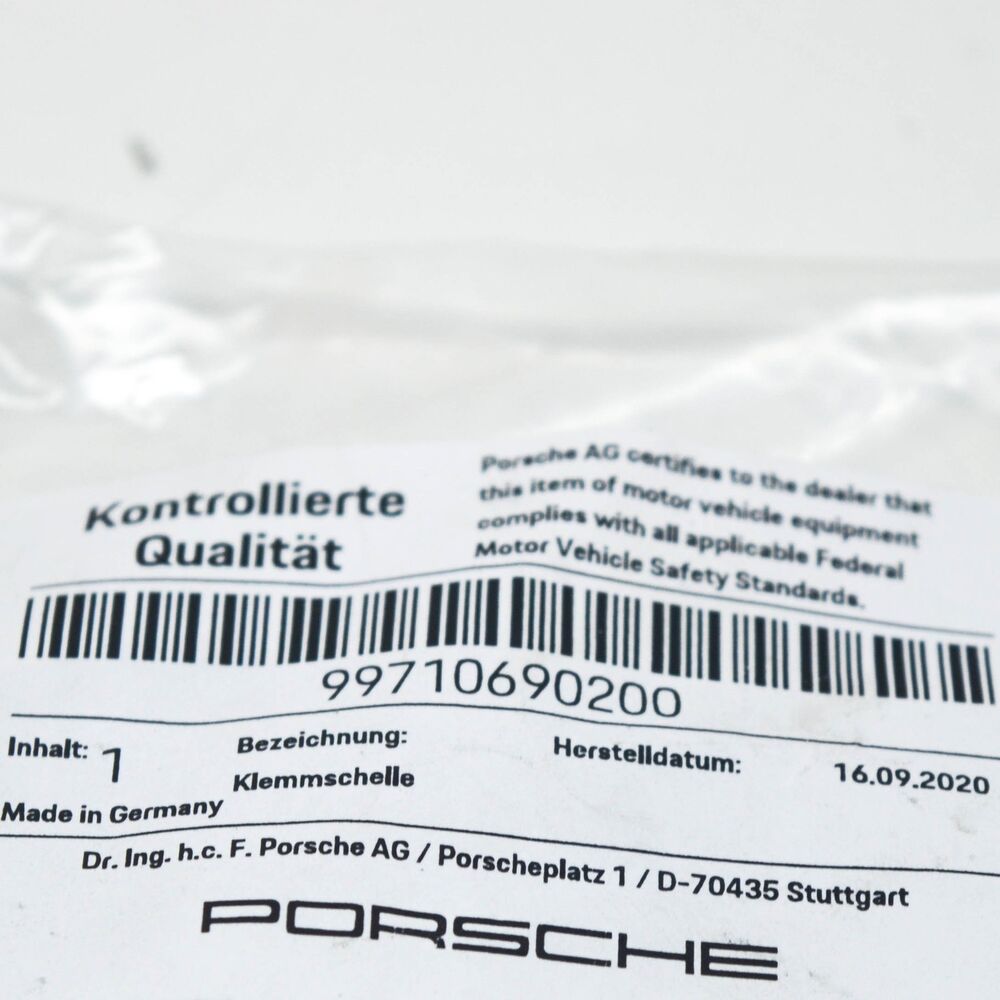 Kontrollierte
Qualität
Porsche AG certifies to the dealer that
this item of motor vehicle equipment
complies with all applicable Federal
Motor Vehicle Safety Standards.
99710690200
Inhalt: 1
Bezeichnung:
Klemmschelle
Herstelldatum: 16.09.2020
Made in Germany
Dr. Ing. h.c. F. Porsche AG / Porscheplatz 1 / D-70435 Stuttgart
PORSCHE